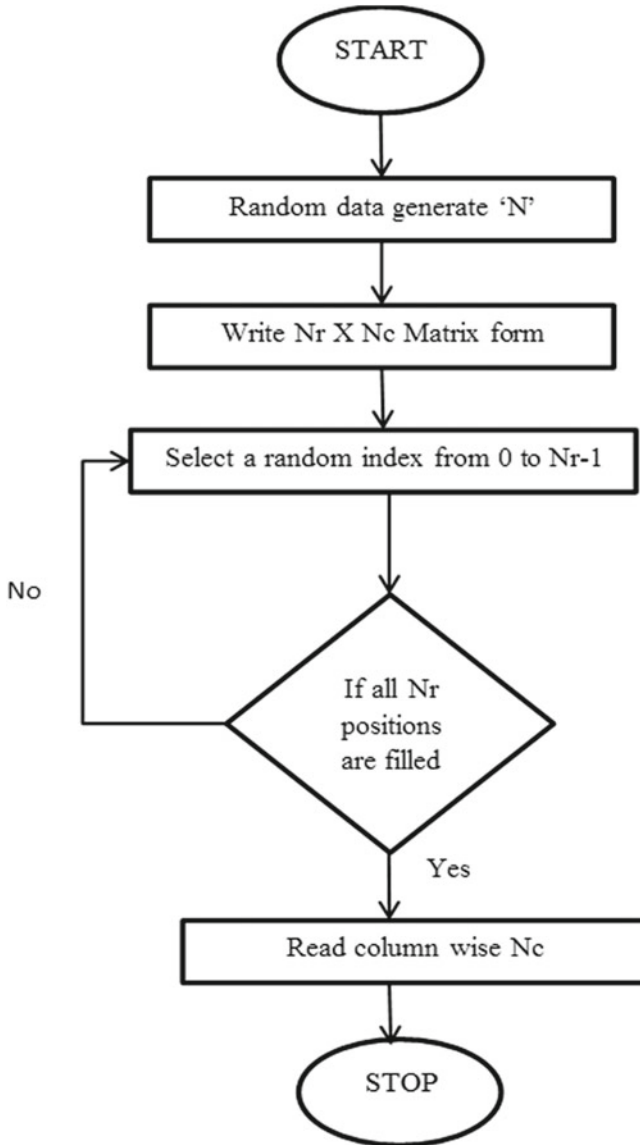 START
Random data generate ‘N’
Write Nr X Nc Matrix form
Select a random index from 0 to Nr-1
No
If all Nr
positions
are filled
Yes
Read column wise Nc
STOP